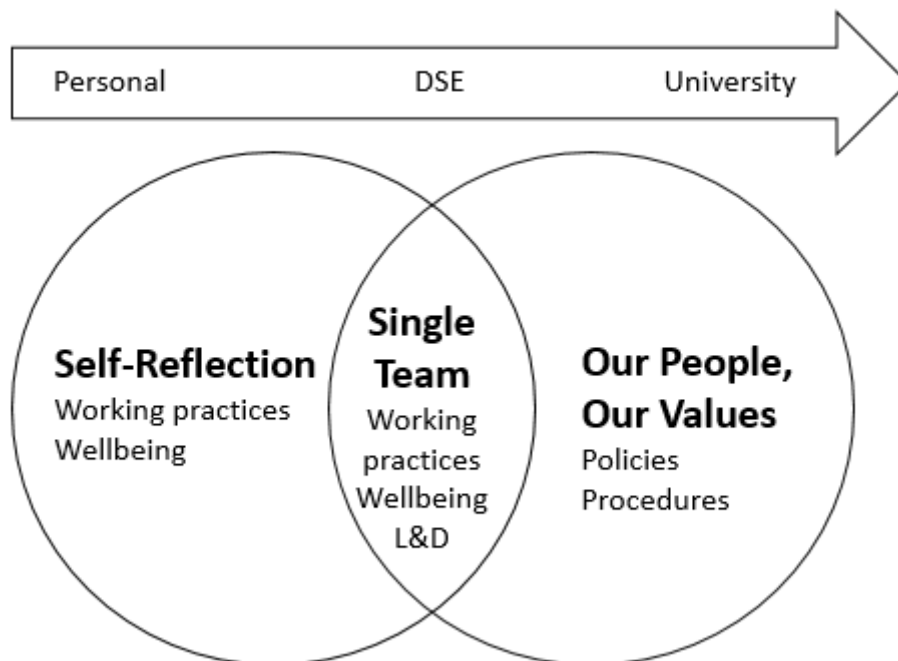 Personal
DSE
University
Self-Reflection
Working practices
Wellbeing
Single
Team
Working
practices
Wellbeing
L&D
Our People,
Our Values
Policies
Procedures